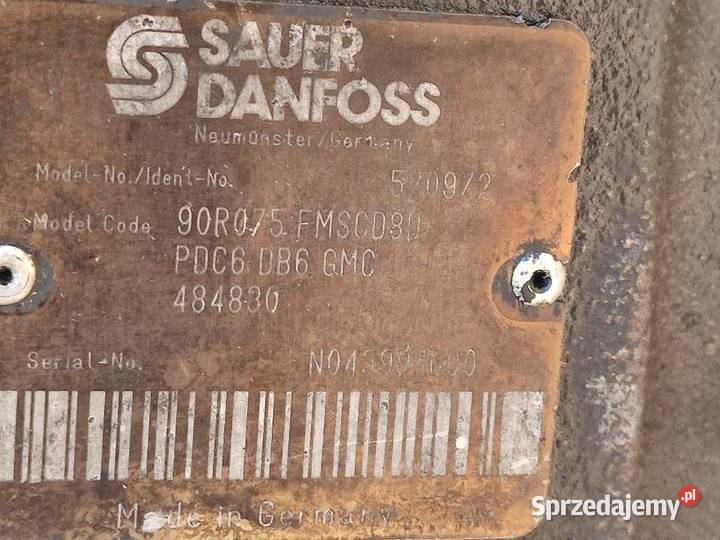 SAUER
DANFOSS
Neumünster/Germany
Model-No./Ident-No.
Model Code 90R075 FMSCD8D
PDC6 DB6 GMC
484830
Serial-No.
Made in Germany
Sprzedajemy.pl